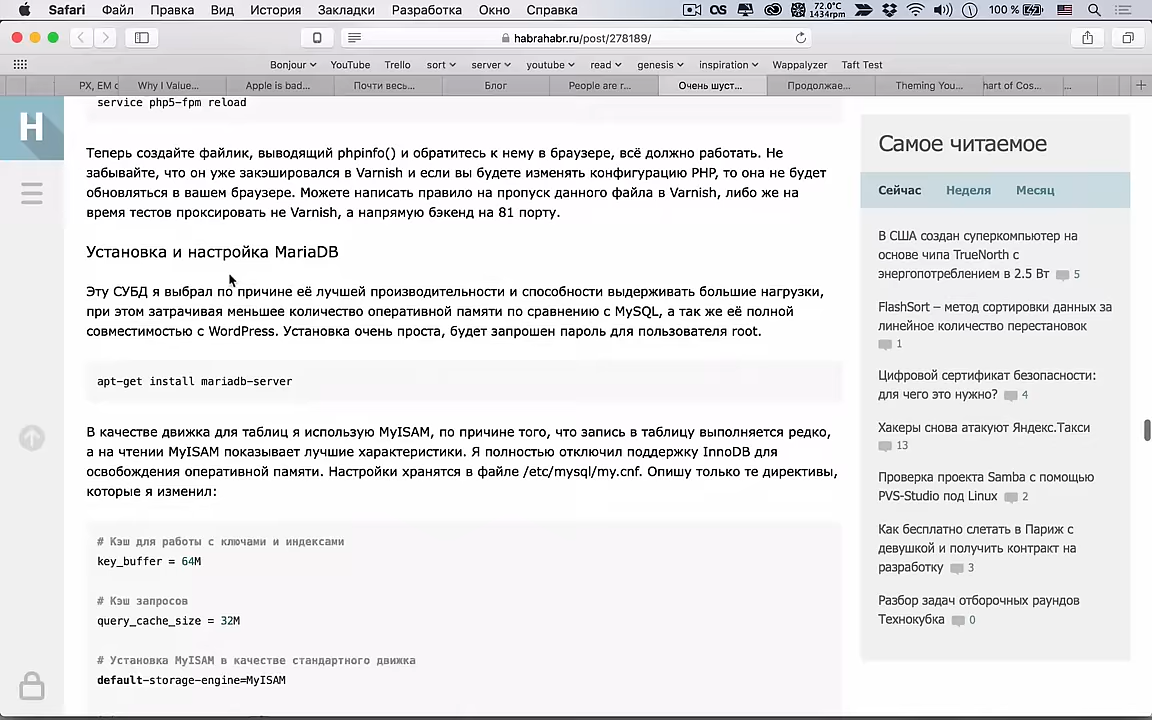 Safari Файл Правка Вид История Закладки Разработка Окно Справка
OS 72.0°C 1434rpm 100 %
habrahabr.ru/post/278189/
Bonjour YouTube Trello sort server youtube read genesis inspiration Wappalyzer Taft Test
PX, EM Why I Value... Apple is bad... Почти весь... Блог People are r... Очень шуст... Продолжае... Theming You... hart of Cos... ...
service php5-fpm reload
H
Теперь создайте файлик, выводящий phpinfo() и обратитесь к нему в браузере, всё должно работать. Не
забывайте, что он уже закэшировался в Varnish и если вы будете изменять конфигурацию PHP, то она не будет
обновляться в вашем браузере. Можете написать правило на пропуск данного файла в Varnish, либо же на
время тестов проксировать не Varnish, а напрямую бэкенд на 81 порту.
Установка и настройка MariaDB
Эту СУБД я выбрал по причине её лучшей производительности и способности выдерживать большие нагрузки,
при этом затрачивая меньшее количество оперативной памяти по сравнению с MySQL, а так же её полной
совместимостью с WordPress. Установка очень проста, будет запрошен пароль для пользователя root.
apt-get install mariadb-server
В качестве движка для таблиц я использую MyISAM, по причине того, что запись в таблицу выполняется редко,
а на чтении MyISAM показывает лучшие характеристики. Я полностью отключил поддержку InnoDB для
освобождения оперативной памяти. Настройки хранятся в файле /etc/mysql/my.cnf. Опишу только те директивы,
которые я изменил:
# Кэш для работы с ключами и индексами
key_buffer = 64M
# Кэш запросов
query_cache_size = 32M
# Установка MyISAM в качестве стандартного движка
default-storage-engine=MyISAM
Самое читаемое
Сейчас Неделя Месяц
В США создан суперкомпьютер на
основе чипа TrueNorth с
энергопотреблением в 2.5 Вт 5
FlashSort – метод сортировки данных за
линейное количество перестановок
1
Цифровой сертификат безопасности:
для чего это нужно? 4
Хакеры снова атакуют Яндекс.Такси
13
Проверка проекта Samba с помощью
PVS-Studio под Linux 2
Как бесплатно слетать в Париж с
девушкой и получить контракт на
разработку 3
Разбор задач отборочных раундов
Технокубка 0